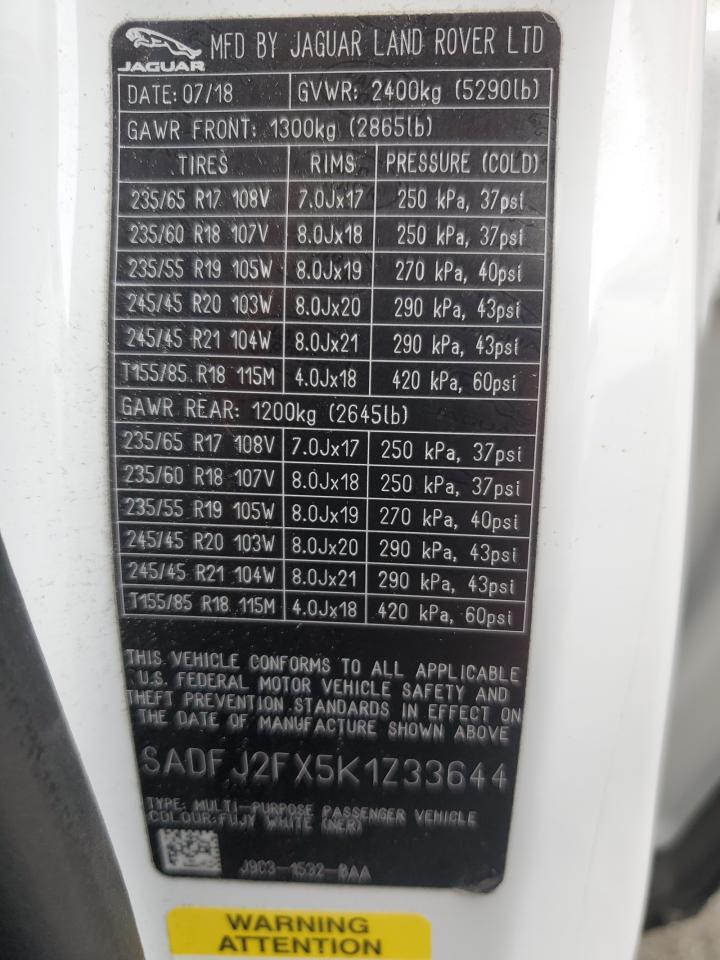 JAGUAR MFD BY JAGUAR LAND ROVER LTD
DATE: 07/18 GVWR: 2400kg (5290lb)
GAWR FRONT: 1300kg (2865lb)
TIRES RIMS PRESSURE (COLD)
235/65 R17 108V 7.0Jx17 250 kPa, 37psi
235/60 R18 107V 8.0Jx18 250 kPa, 37psi
235/55 R19 105W 8.0Jx19 270 kPa, 40psi
245/45 R20 103W 8.0Jx20 290 kPa, 43psi
245/45 R21 104W 8.0Jx21 290 kPa, 43psi
T155/85 R18 115M 4.0Jx18 420 kPa, 60psi
GAWR REAR: 1200kg (2645lb)
235/65 R17 108V 7.0Jx17 250 kPa, 37psi
235/60 R18 107V 8.0Jx18 250 kPa, 37psi
235/55 R19 105W 8.0Jx19 270 kPa, 40psi
245/45 R20 103W 8.0Jx20 290 kPa, 43psi
245/45 R21 104W 8.0Jx21 290 kPa, 43psi
T155/85 R18 115M 4.0Jx18 420 kPa, 60psi
THIS VEHICLE CONFORMS TO ALL APPLICABLE
U.S. FEDERAL MOTOR VEHICLE SAFETY AND
THEFT PREVENTION STANDARDS IN EFFECT ON
THE DATE OF MANUFACTURE SHOWN ABOVE
SADFJ2FX5K1Z33644
TYPE: MULTI-PURPOSE PASSENGER VEHICLE
COLOUR:FUJY WHITE (NER)
J9C3-1532-BAA
WARNING
ATTENTION